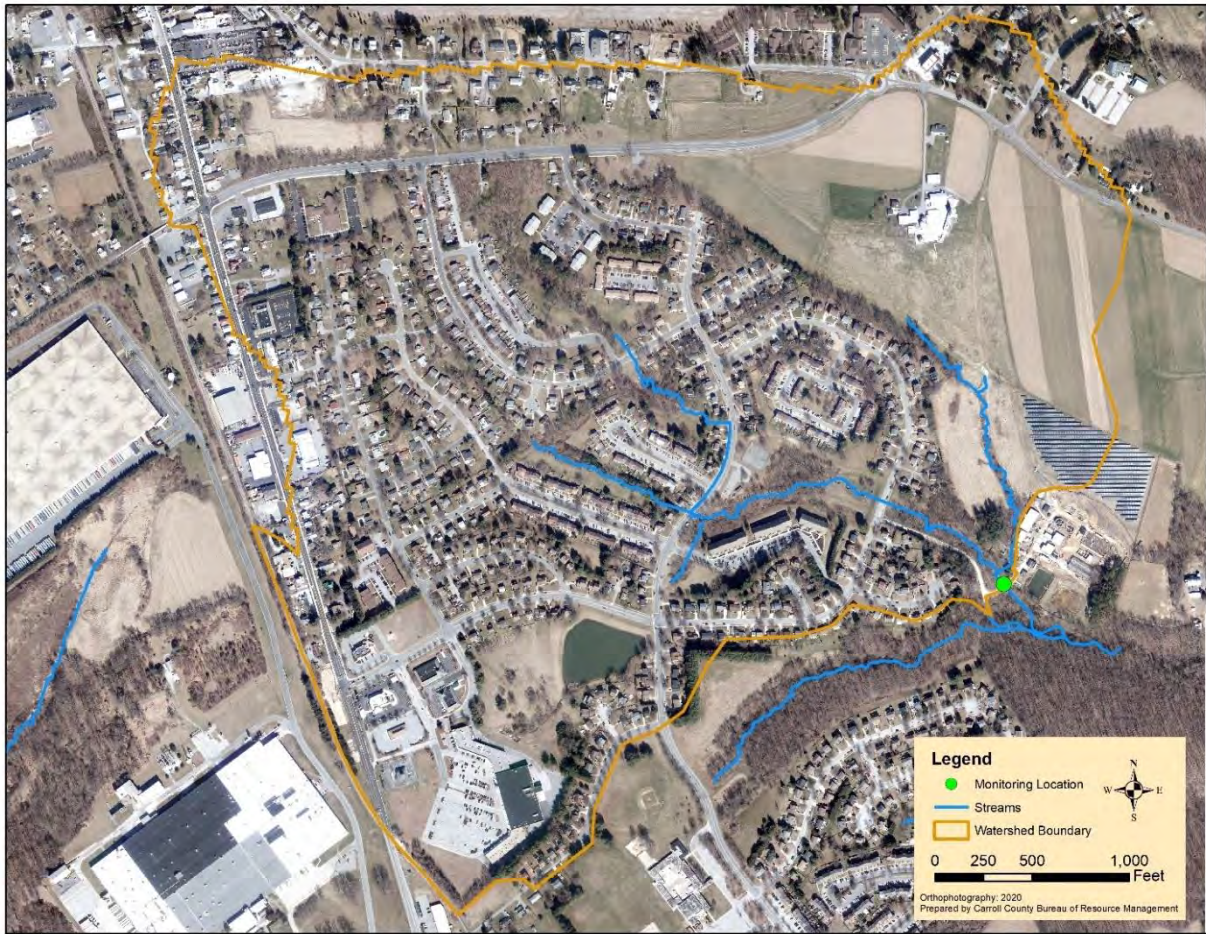 Legend
Monitoring Location
Streams
Watershed Boundary
N
W E
S
0 250 500 1,000
Feet
Orthophotography: 2020
Prepared by Carroll County Bureau of Resource Management